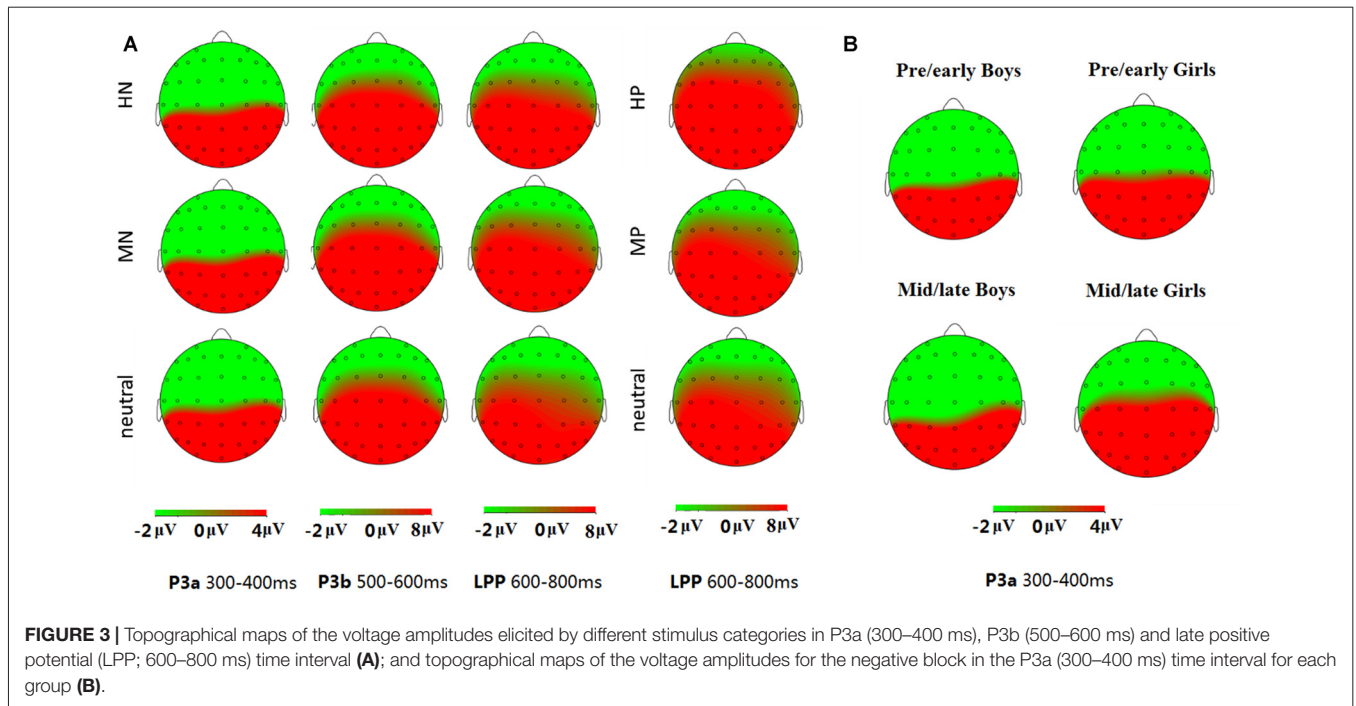 A
B
HN
HP
Pre/early Boys
Pre/early Girls
MN
MP
Mid/late Boys
Mid/late Girls
neutral
neutral
-2μV 0μV 4μV
-2μV 0μV 8μV
-2μV 0μV 8μV
-2μV 0μV 8μV
-2μV 0μV 4μV
P3a 300-400ms
P3b 500-600ms
LPP 600-800ms
LPP 600-800ms
P3a 300-400ms
FIGURE 3 | Topographical maps of the voltage amplitudes elicited by different stimulus categories in P3a (300–400 ms), P3b (500–600 ms) and late positive
potential (LPP; 600–800 ms) time interval (A); and topographical maps of the voltage amplitudes for the negative block in the P3a (300–400 ms) time interval for each
group (B).